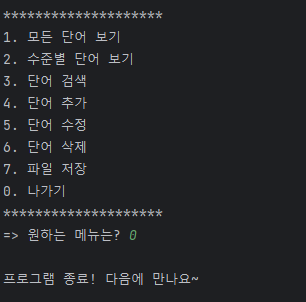 ********************
1. 모든 단어 보기
2. 수준별 단어 보기
3. 단어 검색
4. 단어 추가
5. 단어 수정
6. 단어 삭제
7. 파일 저장
0. 나가기
********************
=> 원하는 메뉴는? 0
프로그램 종료! 다음에 만나요~